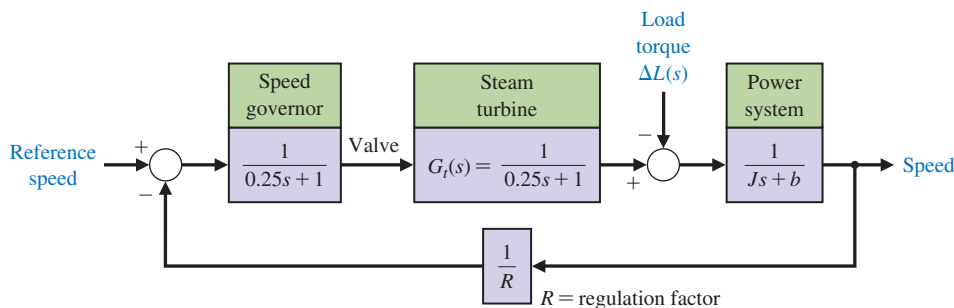 Load
torque
ΔL(s)
Speed
governor
Steam
turbine
Power
system
Reference
speed
+
−
1
0.25s + 1
Valve
G_t(s) = 1
0.25s + 1
−
+
1
Js + b
Speed
1
R
R = regulation factor